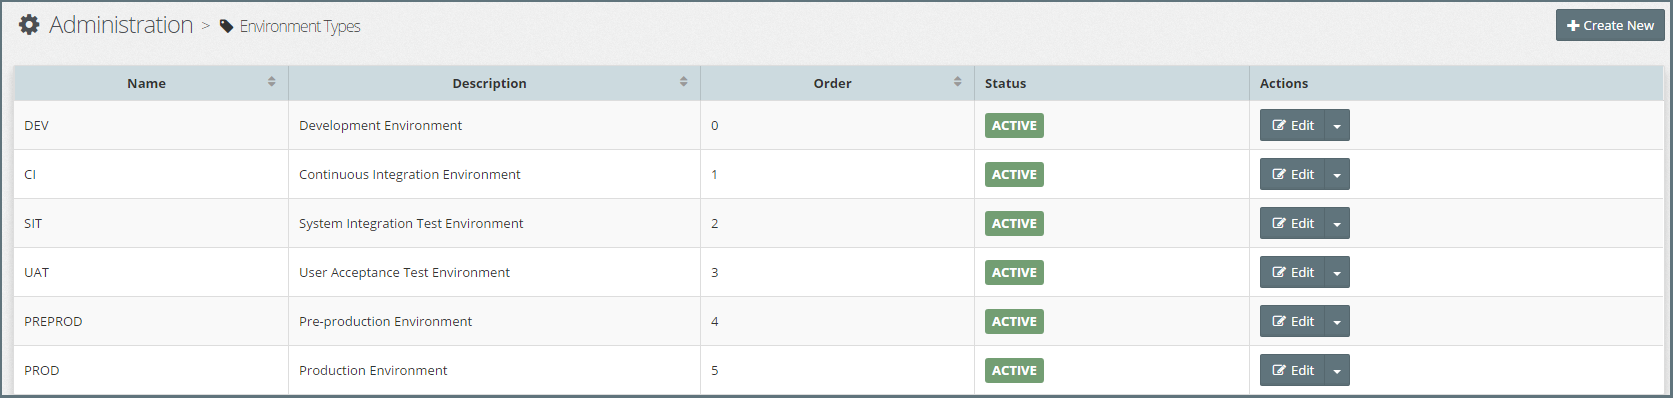 Administration > Environment Types
Create New
Name Description Order Status Actions
DEV Development Environment 0 ACTIVE Edit
CI Continuous Integration Environment 1 ACTIVE Edit
SIT System Integration Test Environment 2 ACTIVE Edit
UAT User Acceptance Test Environment 3 ACTIVE Edit
PREPROD Pre-production Environment 4 ACTIVE Edit
PROD Production Environment 5 ACTIVE Edit